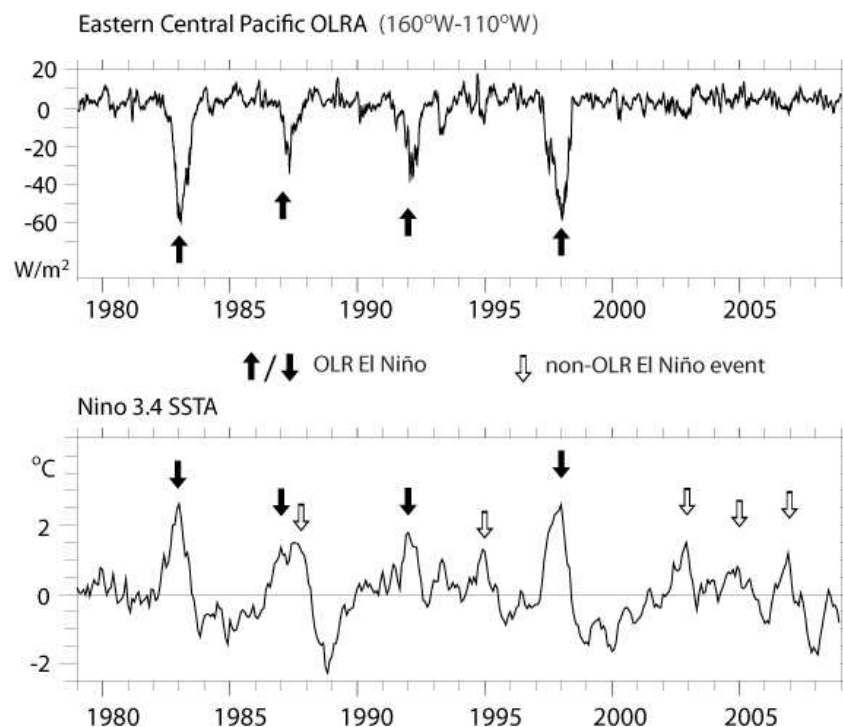 Eastern Central Pacific OLRA (160°W-110°W)
20
0
-20
-40
-60
W/m²
1980 1985 1990 1995 2000 2005
/ OLR El Niño non-OLR El Niño event
Nino 3.4 SSTA
°C
2
0
-2
1980 1985 1990 1995 2000 2005